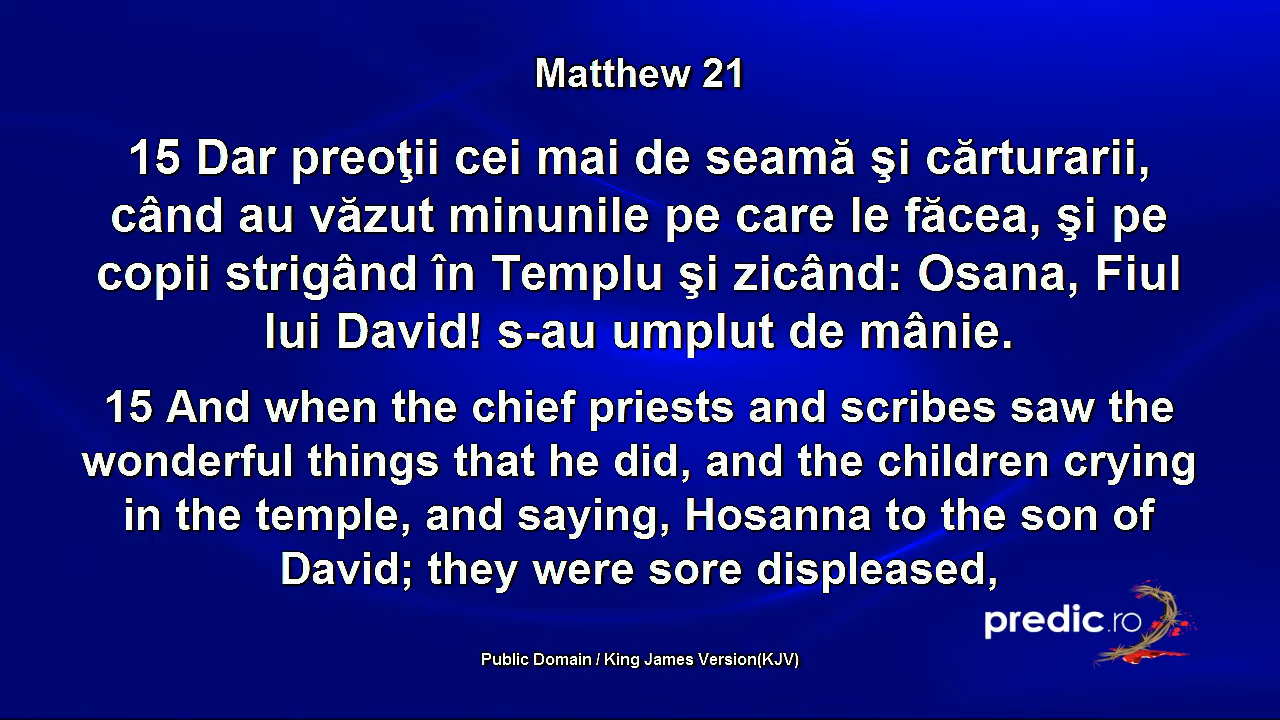 Matthew 21
15 Dar preoţii cei mai de seamă şi cărturarii,
când au văzut minunile pe care le făcea, şi pe
copii strigând în Templu şi zicând: Osana, Fiul
lui David! s-au umplut de mânie.
15 And when the chief priests and scribes saw the
wonderful things that he did, and the children crying
in the temple, and saying, Hosanna to the son of
David; they were sore displeased,
predic.ro
Public Domain / King James Version(KJV)